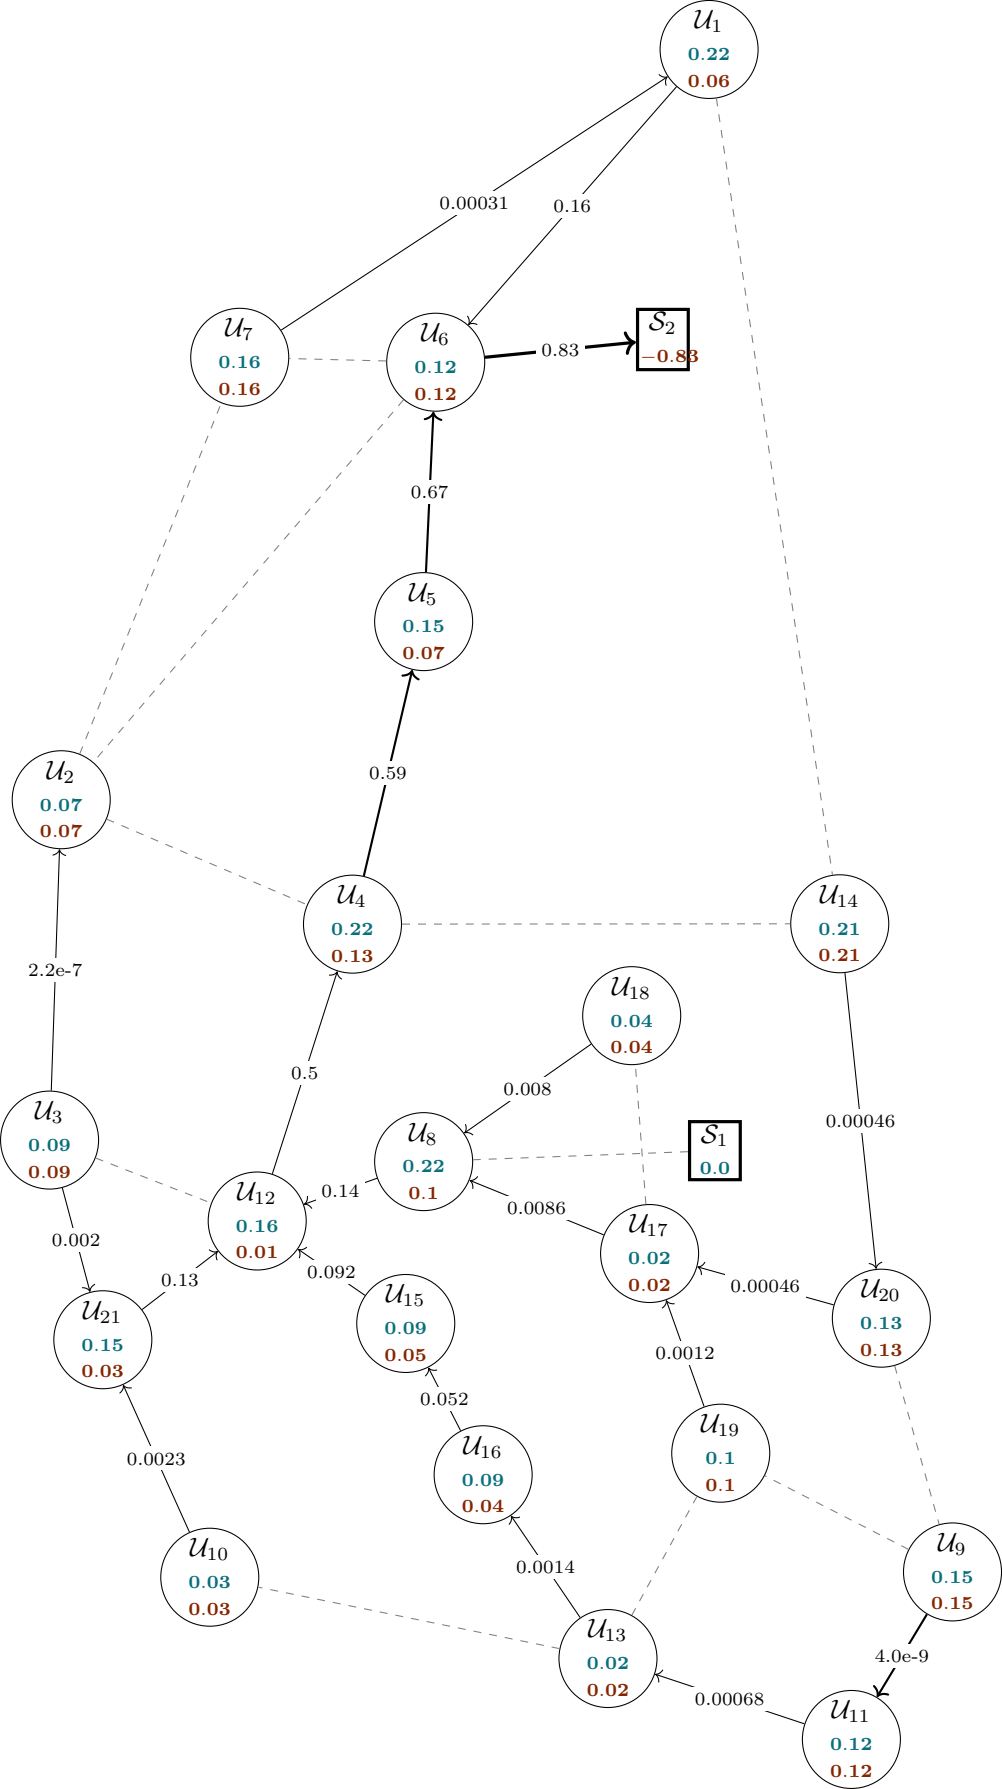 𝒰1
0.22
0.06
0.00031
0.16
𝒰7
0.16
0.16
𝒰6
0.12
0.12
0.83
𝒮2
−0.83
0.67
𝒰5
0.15
0.07
0.59
𝒰2
0.07
0.07
𝒰4
0.22
0.13
𝒰14
0.21
0.21
2.2e-7
𝒰18
0.04
0.04
0.5
0.008
0.00046
𝒰3
0.09
0.09
𝒰8
0.22
0.1
𝒮1
0.0
𝒰12
0.16
0.01
0.14
0.0086
𝒰17
0.02
0.02
0.002
0.13
0.092
0.00046
𝒰21
0.15
0.03
𝒰15
0.09
0.05
𝒰20
0.13
0.13
0.0012
0.052
𝒰19
0.1
0.1
0.0023
𝒰16
0.09
0.04
𝒰10
0.03
0.03
0.0014
𝒰9
0.15
0.15
𝒰13
0.02
0.02
4.0e-9
0.00068
𝒰11
0.12
0.12